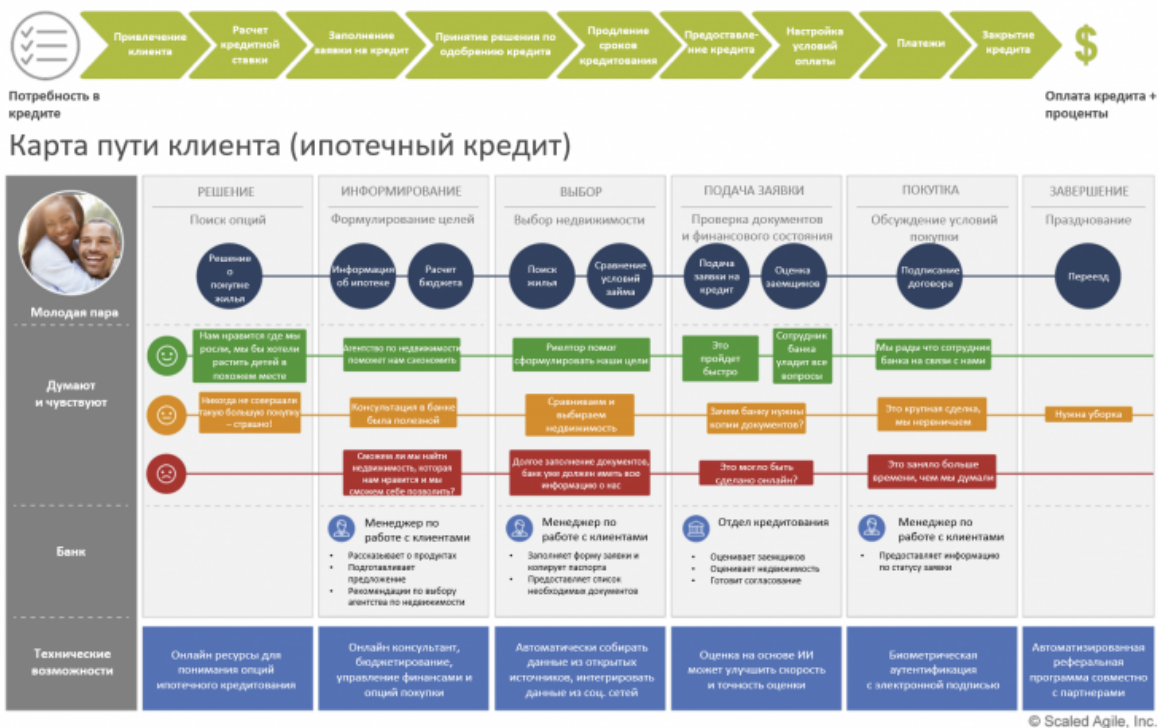 Привлечение
клиента
Расчет
кредитной
ставки
Заполнение
заявки на кредит
Принятие решения по
одобрению кредита
Продление
сроков
кредитования
Предоставле-
ние кредита
Настройка
условий
оплаты
Платежи
Закрытие
кредита
$
Потребность в
кредите
Оплата кредита +
проценты
Карта пути клиента (ипотечный кредит)
РЕШЕНИЕ
ИНФОРМИРОВАНИЕ
ВЫБОР
ПОДАЧА ЗАЯВКИ
ПОКУПКА
ЗАВЕРШЕНИЕ
Поиск опций
Формулирование целей
Выбор недвижимости
Проверка документов
и финансового состояния
Обсуждение условий
покупки
Празднование
Решение
о
покупке
жилья
Информация
об ипотеке
Расчет
бюджета
Поиск
жилья
Сравнение
условий
займа
Подача
заявки на
кредит
Оценка
заемщиков
Подписание
договора
Переезд
Молодая пара
Думают
и чувствуют
Нам нравится где мы
росли, мы бы хотели
растить детей в
похожем месте
Агентство по недвижимости
поможет нам сэкономить
Риелтор помог
сформулировать наши цели
Это
пройдет
быстро
Сотрудник
банка
уладит все
вопросы
Мы рады что сотрудник
банка на связи с нами
Никогда не совершали
такую большую покупку
– страшно!
Консультация в банке
была полезной
Сравниваем и
выбираем
недвижимость
Зачем банку нужны
копии документов?
Это крупная сделка,
мы нервничаем
Нужна уборка
Сможем ли мы найти
недвижимость, которая
нам нравится и мы
сможем себе позволить?
Долгое заполнение документов,
банк уже должен иметь всю
информацию о нас
Это могло быть
сделано онлайн?
Это заняло больше
времени, чем мы думали
Банк
Менеджер по
работе с клиентами
• Рассказывает о продуктах
• Подготавливает
предложение
• Рекомендации по выбору
агентства по недвижимости
Менеджер по
работе с клиентами
• Заполняет форму заявки и
копирует паспорта
• Предоставляет список
необходимых документов
Отдел кредитования
• Оценивает заемщиков
• Оценивает недвижимость
• Готовит согласование
Менеджер по
работе с клиентами
• Предоставляет информацию
по статусу заявки
Технические
возможности
Онлайн ресурсы для
понимания опций
ипотечного кредитования
Онлайн консультант,
бюджетирование,
управление финансами и
опций покупки
Автоматически собирать
данные из открытых
источников, интегрировать
данные из соц. сетей
Оценка на основе ИИ
может улучшить скорость
и точность оценки
Биометрическая
аутентификация
с электронной подписью
Автоматизированная
реферальная
программа совместно
с партнерами
© Scaled Agile, Inc.